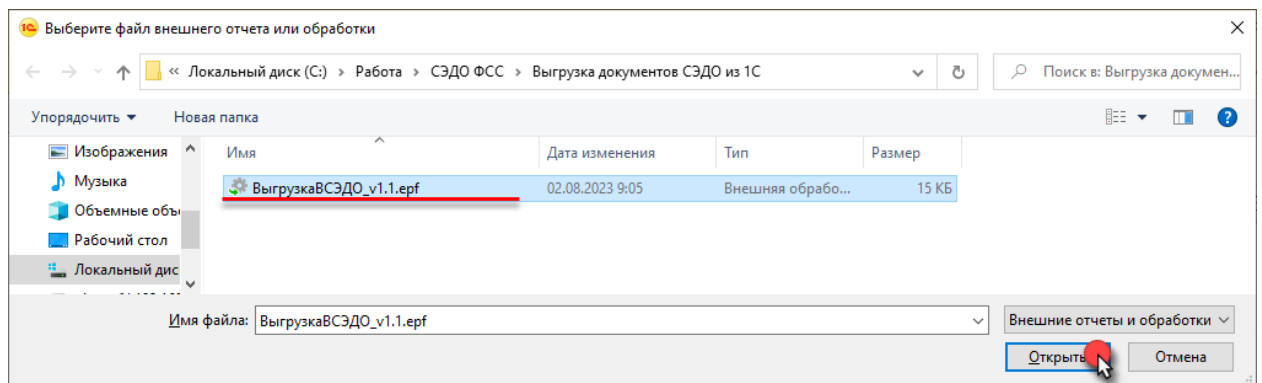 1С Выберите файл внешнего отчета или обработки
« Локальный диск (C:) › Работа › СЭДО ФСС › Выгрузка документов СЭДО из 1С
Поиск в: Выгрузка докумен...
Упорядочить Новая папка
Изображения
Музыка
Объемные объ
Рабочий стол
Локальный дис
Имя Дата изменения Тип Размер
ВыгрузкаВСЭДО_v1.1.epf 02.08.2023 9:05 Внешняя обрабо... 15 КБ
Имя файла: ВыгрузкаВСЭДО_v1.1.epf Внешние отчеты и обработки
Открыть Отмена